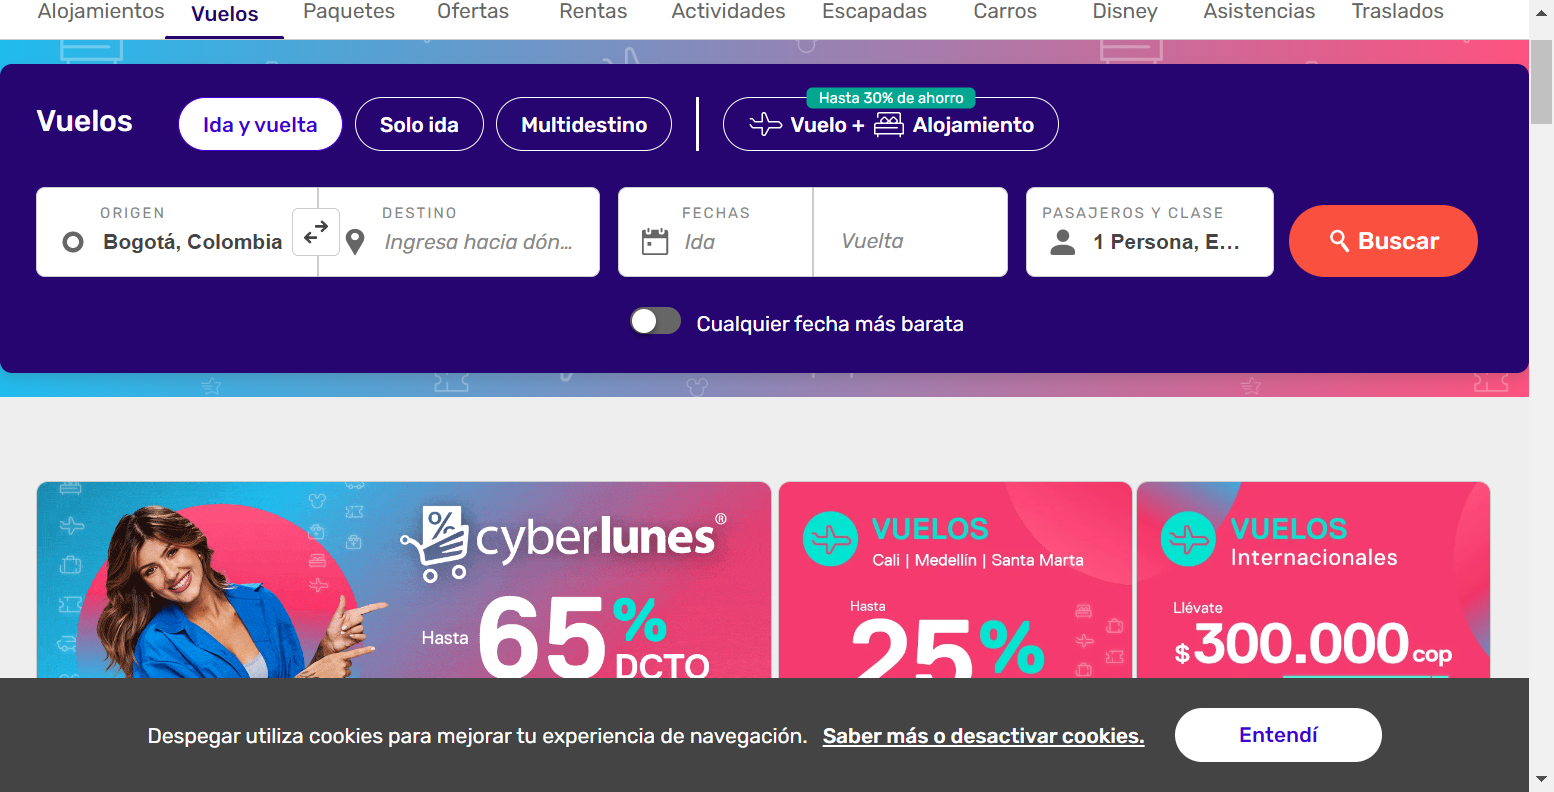 Alojamientos Vuelos Paquetes Ofertas Rentas Actividades Escapadas Carros Disney Asistencias Traslados
Vuelos
Ida y vuelta
Solo ida
Multidestino
Hasta 30% de ahorro
Vuelo + Alojamiento
ORIGEN
Bogotá, Colombia
DESTINO
Ingresa hacia dón...
FECHAS
Ida
Vuelta
PASAJEROS Y CLASE
1 Persona, E...
Buscar
Cualquier fecha más barata
% cyberlunes®
Hasta 65% DCTO
VUELOS
Cali | Medellín | Santa Marta
Hasta
25%
VUELOS
Internacionales
Llévate
$300.000 cop
Despegar utiliza cookies para mejorar tu experiencia de navegación. Saber más o desactivar cookies.
Entendí